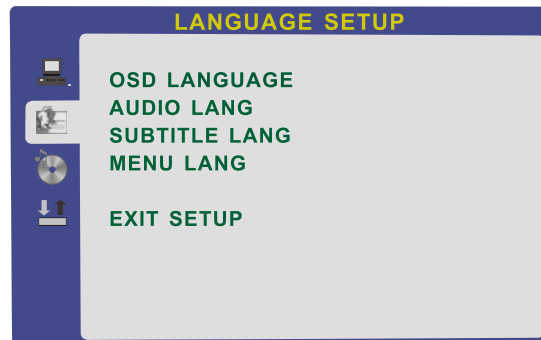 LANGUAGE SETUP
OSD LANGUAGE
AUDIO LANG
SUBTITLE LANG
MENU LANG
EXIT SETUP